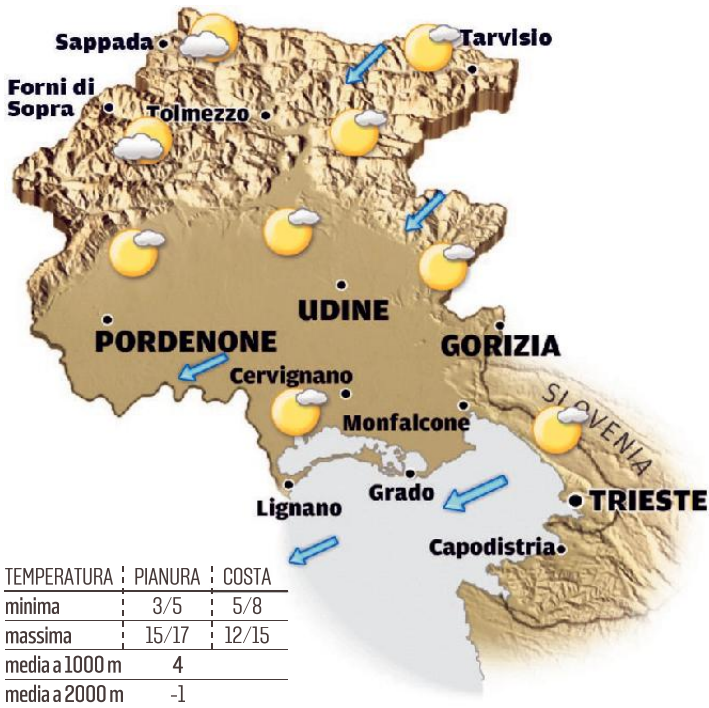 Sappada
Tarvisio
Forni di
Sopra
Tolmezzo
UDINE
PORDENONE
GORIZIA
Cervignano
SLOVENIA
Monfalcone
Grado
Lignano
TRIESTE
Capodistria
TEMPERATURA PIANURA COSTA
minima 3/5 5/8
massima 15/17 12/15
media a 1000 m 4
media a 2000 m -1